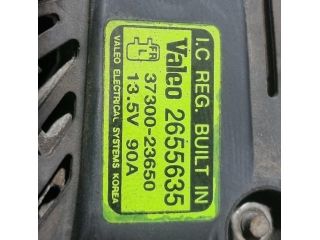 I.C REG. BUILT IN
Valeo 2655635
FR L 37300-23650
13.5V 90A
VALEO ELECTRICAL SYSTEMS KOREA